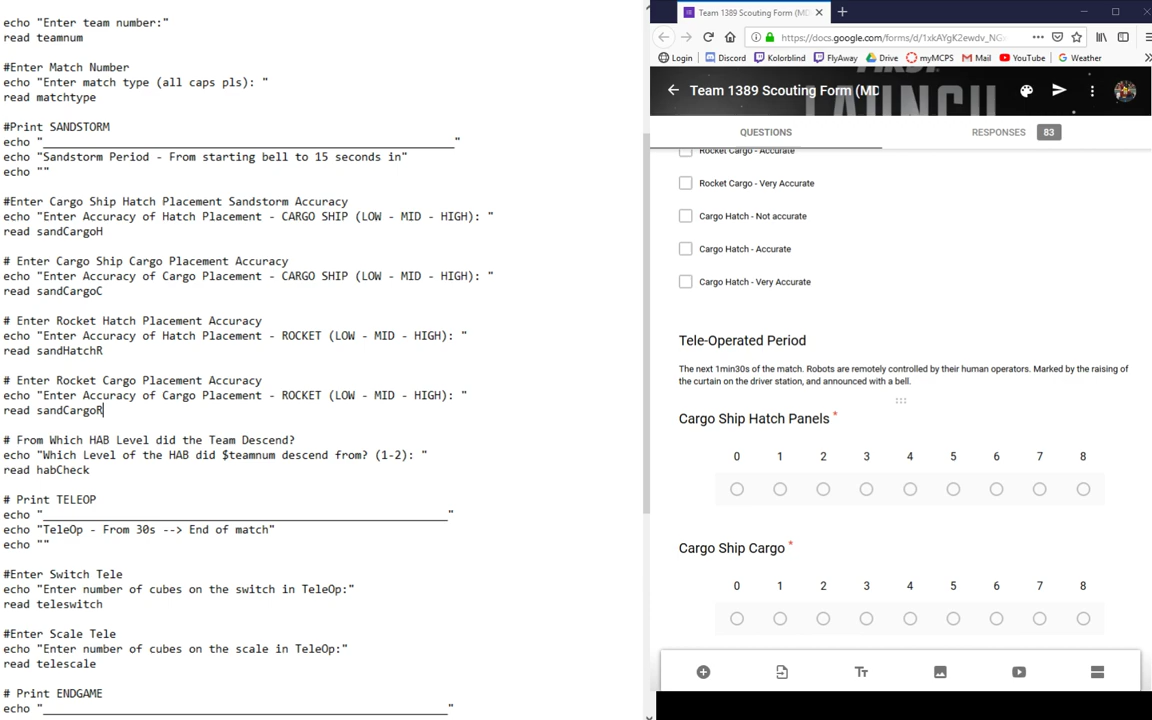 echo "Enter team number:"
read teamnum
#Enter Match Number
echo "Enter match type (all caps pls): "
read matchtype
#Print SANDSTORM
echo "______________________________________________________________"
echo "Sandstorm Period - From starting bell to 15 seconds in"
echo ""
#Enter Cargo Ship Hatch Placement Sandstorm Accuracy
echo "Enter Accuracy of Hatch Placement - CARGO SHIP (LOW - MID - HIGH): "
read sandCargoH
# Enter Cargo Ship Cargo Placement Accuracy
echo "Enter Accuracy of Cargo Placement - CARGO SHIP (LOW - MID - HIGH): "
read sandCargoC
# Enter Rocket Hatch Placement Accuracy
echo "Enter Accuracy of Hatch Placement - ROCKET (LOW - MID - HIGH): "
read sandHatchR
# Enter Rocket Cargo Placement Accuracy
echo "Enter Accuracy of Cargo Placement - ROCKET (LOW - MID - HIGH): "
read sandCargoR
# From Which HAB Level did the Team Descend?
echo "Which Level of the HAB did $teamnum descend from? (1-2): "
read habCheck
# Print TELEOP
echo "_____________________________________________________________"
echo "TeleOp - From 30s --> End of match"
echo ""
#Enter Switch Tele
echo "Enter number of cubes on the switch in TeleOp:"
read teleswitch
#Enter Scale Tele
echo "Enter number of cubes on the scale in TeleOp:"
read telescale
# Print ENDGAME
echo "_____________________________________________________________"
Team 1389 Scouting Form (MD
https://docs.google.com/forms/d/1xkAYgK2ewdv_NG
Login Discord Kolorblind FlyAway Drive myMCPS Mail YouTube Weather
FIRST
LAUNCH
Team 1389 Scouting Form (MD
QUESTIONS RESPONSES 83
Rocket Cargo - Accurate
Rocket Cargo - Very Accurate
Cargo Hatch - Not accurate
Cargo Hatch - Accurate
Cargo Hatch - Very Accurate
Tele-Operated Period
The next 1min30s of the match. Robots are remotely controlled by their human operators. Marked by the raising of
the curtain on the driver station, and announced with a bell.
Cargo Ship Hatch Panels *
0 1 2 3 4 5 6 7 8
Cargo Ship Cargo *
0 1 2 3 4 5 6 7 8
Tт